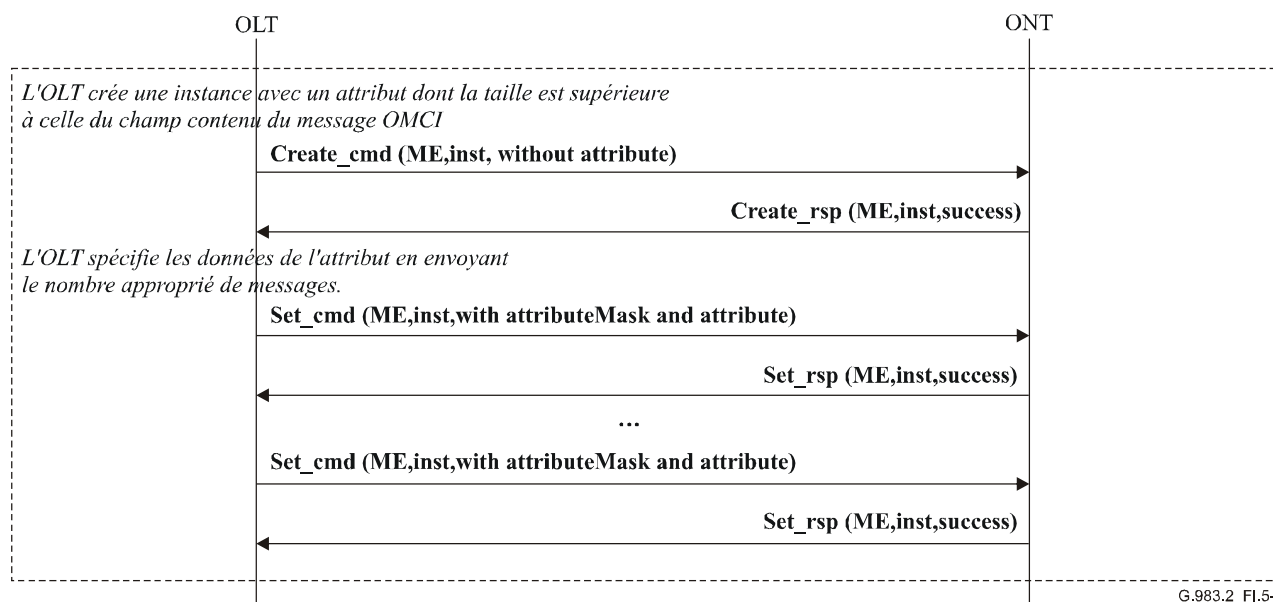 OLT
ONT
L'OLT crée une instance avec un attribut dont la taille est supérieure
à celle du champ contenu du message OMCI
Create_cmd (ME,inst, without attribute)
Create_rsp (ME,inst,success)
L'OLT spécifie les données de l'attribut en envoyant
le nombre approprié de messages.
Set_cmd (ME,inst,with attributeMask and attribute)
Set_rsp (ME,inst,success)
...
Set_cmd (ME,inst,with attributeMask and attribute)
Set_rsp (ME,inst,success)
G.983.2_FI.5-